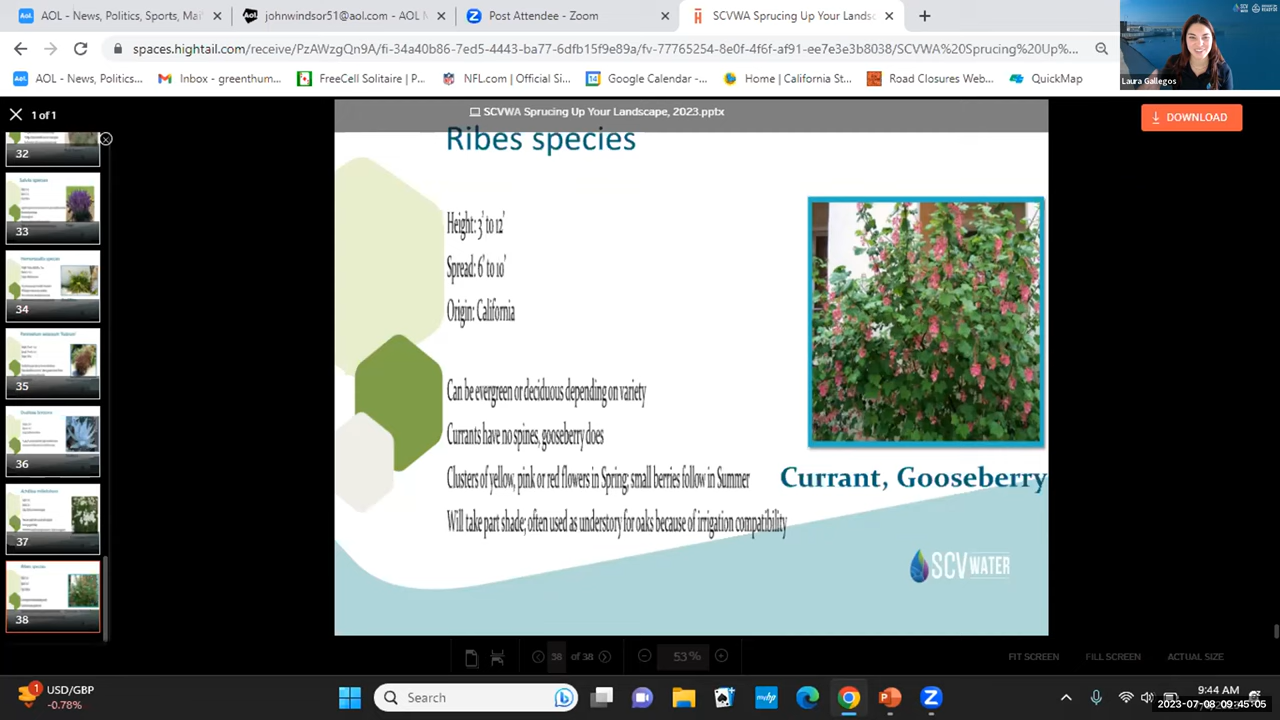 AOL - News, Politics, Sports, Mai
johnwindsor51@aol.com - AOL
Post Attendee - Zoom
SCVWA Sprucing Up Your Landsc
spaces.hightail.com/receive/PzAWzgQn9A/fi-34a40b86-7ed5-4443-ba77-6dfb15f9e89a/fv-77765254-8e0f-4f6f-af91-ee7e3e3b8038/SCVWA%20Sprucing%20Up%...
AOL - News, Politics...
Inbox - greenthum...
FreeCell Solitaire | P...
NFL.com | Official Si...
Google Calendar -...
Home | California St...
Road Closures Web...
QuickMap
Laura Gallegos
1 of 1
SCVWA Sprucing Up Your Landscape, 2023.pptx
DOWNLOAD
32
33
34
35
36
37
38
Ribes species
Height: 3' to 12'
Spread: 6' to 10'
Origin: California
Can be evergreen or deciduous depending on variety
Currants have no spines, gooseberry does
Clusters of yellow, pink or red flowers in Spring; small berries follow in Summer
Will take part shade; often used as understory for oaks because of irrigation compatibility
Currant, Gooseberry
SCV WATER
38 of 38
53 %
FIT SCREEN
FILL SCREEN
ACTUAL SIZE
1
USD/GBP
-0.78%
Search
9:44 AM
2023-07-08 09:45:05